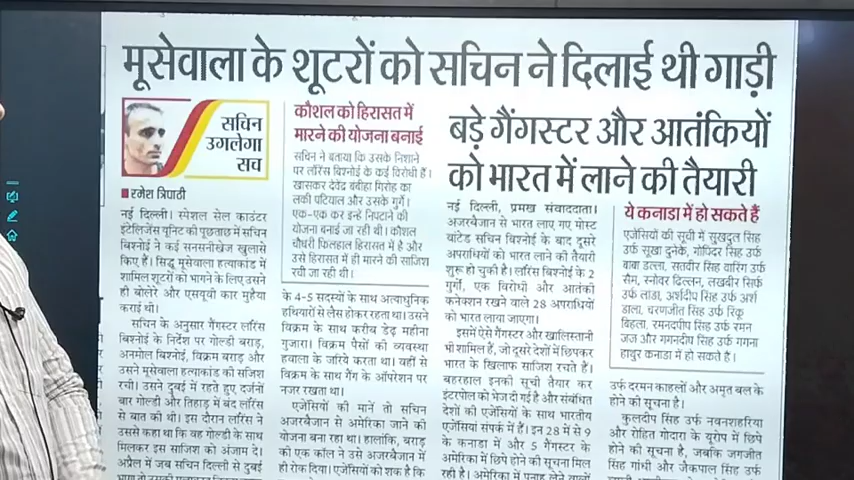 मूसेवाला के शूटरों को सचिन ने दिलाई थी गाड़ी
सचिन
उगलेगा
सच
रमेश त्रिपाठी
नई दिल्ली। स्पेशल सेल काउंटर
इंटेलिजेंस यूनिट की पूछताछ में सचिन
बिश्नोई ने कई सनसनीखेज खुलासे
किए हैं। सिद्धू मूसेवाला हत्याकांड में
शामिल शूटरों को भागने के लिए उसने
ही बोलेरो और एसयूवी कार मुहैया
कराई थी।
सचिन के अनुसार गैंगस्टर लॉरेंस
बिश्नोई के निर्देश पर गोल्डी बराड़,
अनमोल बिश्नोई, विक्रम बराड़ और
उसने मूसेवाला हत्याकांड की साजिश
रची। उसने दुबई में रहते हुए दर्जनों
बार गोल्डी और तिहाड़ में बंद लॉरेंस
से बात की थी। इस दौरान लॉरेंस ने
उससे कहा था कि वह गोल्डी के साथ
मिलकर इस साजिश को अंजाम दे।
अप्रैल में जब सचिन दिल्ली से दुबई
कौशल को हिरासत में
मारने की योजना बनाई
सचिन ने बताया कि उसके निशाने
पर लॉरेंस बिश्नोई के कई विरोधी हैं।
खासकर देवेंद्र बंबीहा गिरोह का
लकी पटियाल और उसके गुर्गे।
एक-एक कर इन्हें निपटाने की
योजना बनाई जा रही थी। कौशल
चौधरी फिलहाल हिरासत में है और
उसे हिरासत में ही मारने की साजिश
रची जा रही थी।
के 4-5 सदस्यों के साथ अत्याधुनिक
हथियारों से लैस होकर रहता था। उसने
विक्रम के साथ करीब डेढ़ महीना
गुजारा। विक्रम पैसों की व्यवस्था
हवाला के जरिये करता था। वहीं से
विक्रम के साथ गैंग के ऑपरेशन पर
नजर रखता था।
एजेंसियों की मानें तो सचिन
अजरबैजान से अमेरिका जाने की
योजना बना रहा था। हालांकि, बराड़
की एक कॉल ने उसे अजरबैजान में
ही रोक दिया। एजेंसियों को शक है कि
बड़े गैंगस्टर और आतंकियों
को भारत में लाने की तैयारी
नई दिल्ली, प्रमुख संवाददाता।
अजरबैजान से भारत लाए गए मोस्ट
वांटेड सचिन बिश्नोई के बाद दूसरे
अपराधियों को भारत लाने की तैयारी
शुरू हो चुकी है। लॉरेंस बिश्नोई के 2
गुर्गों, एक विरोधी और आतंकी
कनेक्शन रखने वाले 28 अपराधियों
को भारत लाया जाएगा।
इसमें ऐसे गैंगस्टर और खालिस्तानी
भी शामिल हैं, जो दूसरे देशों में छिपकर
भारत के खिलाफ साजिश रचते हैं।
बहरहाल इनकी सूची तैयार कर
इंटरपोल को भेज दी गई है और संबंधित
देशों की एजेंसियों के साथ भारतीय
एजेंसियां संपर्क में हैं। इन 28 में से 9
के कनाडा में और 5 गैंगस्टर के
अमेरिका में छिपे होने की सूचना मिल
रही है। अमेरिका में पनाह लेने वालों
ये कनाडा में हो सकते हैं
एजेंसियों की सूची में सुखदुल सिंह
उर्फ सूखा दुनेके, गोपिंदर सिंह उर्फ
बाबा डल्ला, सतवीर सिंह वारिंग उर्फ
सैम, स्नोवर ढिल्लन, लखबीर सिंह
उर्फ लांडा, अर्शदीप सिंह उर्फ अर्श
डाला, चरणजीत सिंह उर्फ रिंकू
बिहला, रमनदीप सिंह उर्फ रमन
जज और गगनदीप सिंह उर्फ गगना
हाथुर कनाडा में हो सकते हैं।
उर्फ दरमन काहलों और अमृत बल के
होने की सूचना है।
कुलदीप सिंह उर्फ नवनशहरिया
और रोहित गोदारा के यूरोप में छिपे
होने की सूचना है, जबकि जगजीत
सिंह गांधी और जैकपाल सिंह उर्फ